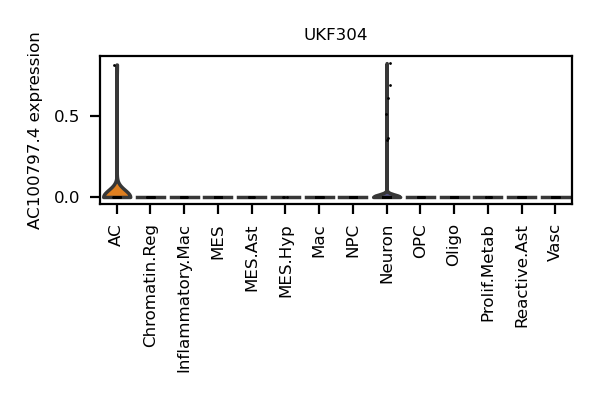 UKF304
AC100797.4 expression
0.5
0.0
AC
Chromatin.Reg
Inflammatory.Mac
MES
MES.Ast
MES.Hyp
Mac
NPC
Neuron
OPC
Oligo
Prolif.Metab
Reactive.Ast
Vasc